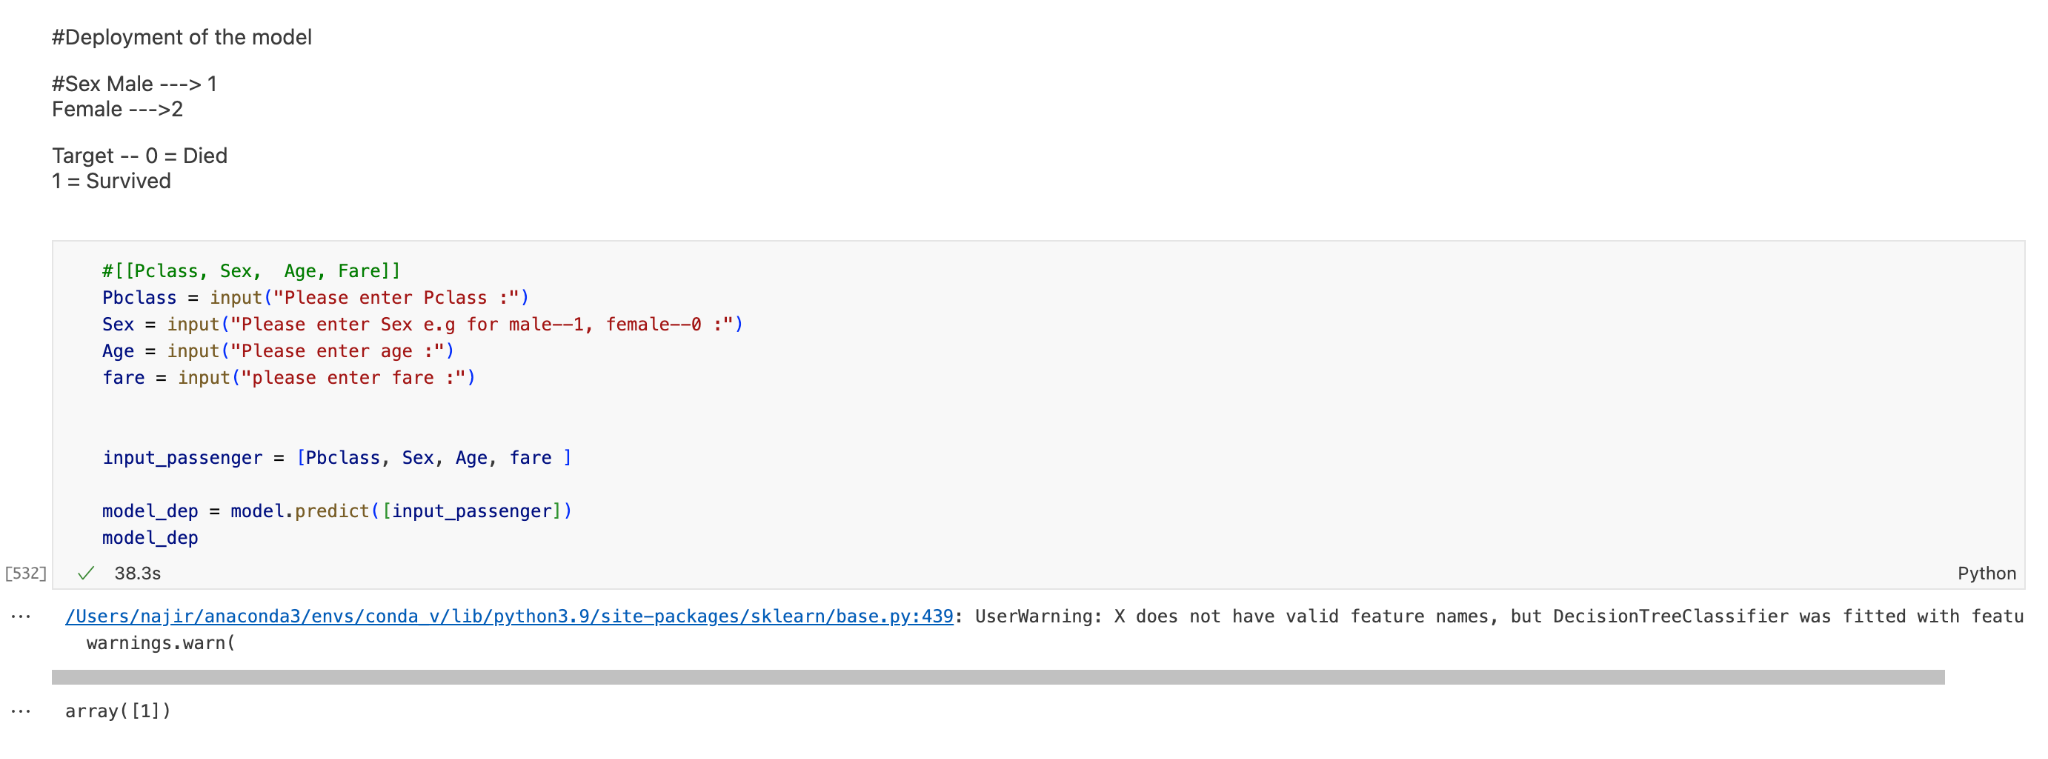 #Deployment of the model
#Sex Male ---> 1
Female --->2
Target -- 0 = Died
1 = Survived
#[[Pclass, Sex,  Age, Fare]]
Pbclass = input("Please enter Pclass :")
Sex = input("Please enter Sex e.g for male--1, female--0 :")
Age = input("Please enter age :")
fare = input("please enter fare :")
input_passenger = [Pbclass, Sex, Age, fare ]
model_dep = model.predict([input_passenger])
model_dep
[532] ✓ 38.3s Python
... /Users/najir/anaconda3/envs/conda_v/lib/python3.9/site-packages/sklearn/base.py:439: UserWarning: X does not have valid feature names, but DecisionTreeClassifier was fitted with featu
warnings.warn(
... array([1])